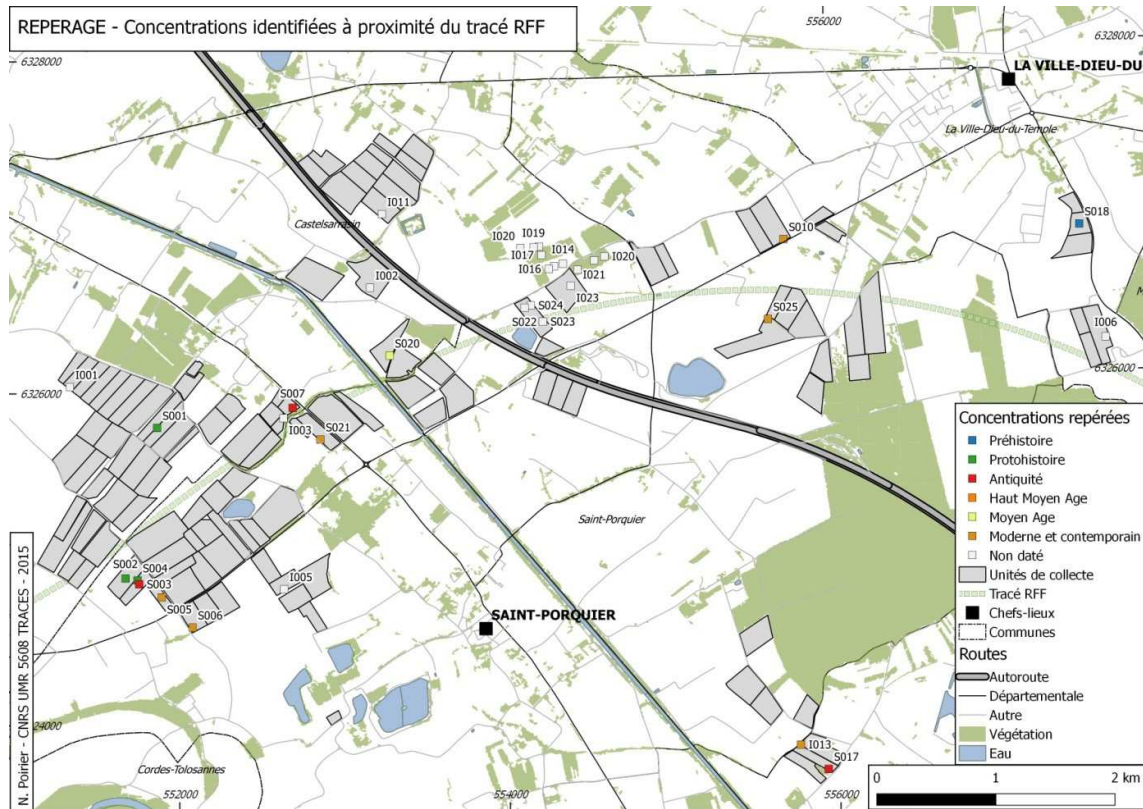 REPERAGE - Concentrations identifiées à proximité du tracé RFF
556000
6328000
6328000
LA VILLE-DIEU-DU
La Ville-Dieu-du-Temple
I011
Castelsarrasin
S018
S010
I020
I019
I014
I017
I020
I016
I021
I002
I023
S024
S022
S023
S025
I006
M
S020
6326000
6326000
I001
S007
S001
I003
S021
Saint-Porquier
S002
S004
S003
S005
S006
I005
SAINT-PORQUIER
24000
Cordes-Tolosannes
I013
S017
552000
554000
556000
Concentrations repérées
Préhistoire
Protohistoire
Antiquité
Haut Moyen Age
Moyen Age
Moderne et contemporain
Non daté
Unités de collecte
Tracé RFF
Chefs-lieux
Communes
Routes
Autoroute
Départementale
Autre
Végétation
Eau
0 1 2 km
N. Poirier - CNRS UMR 5608 TRACES - 2015